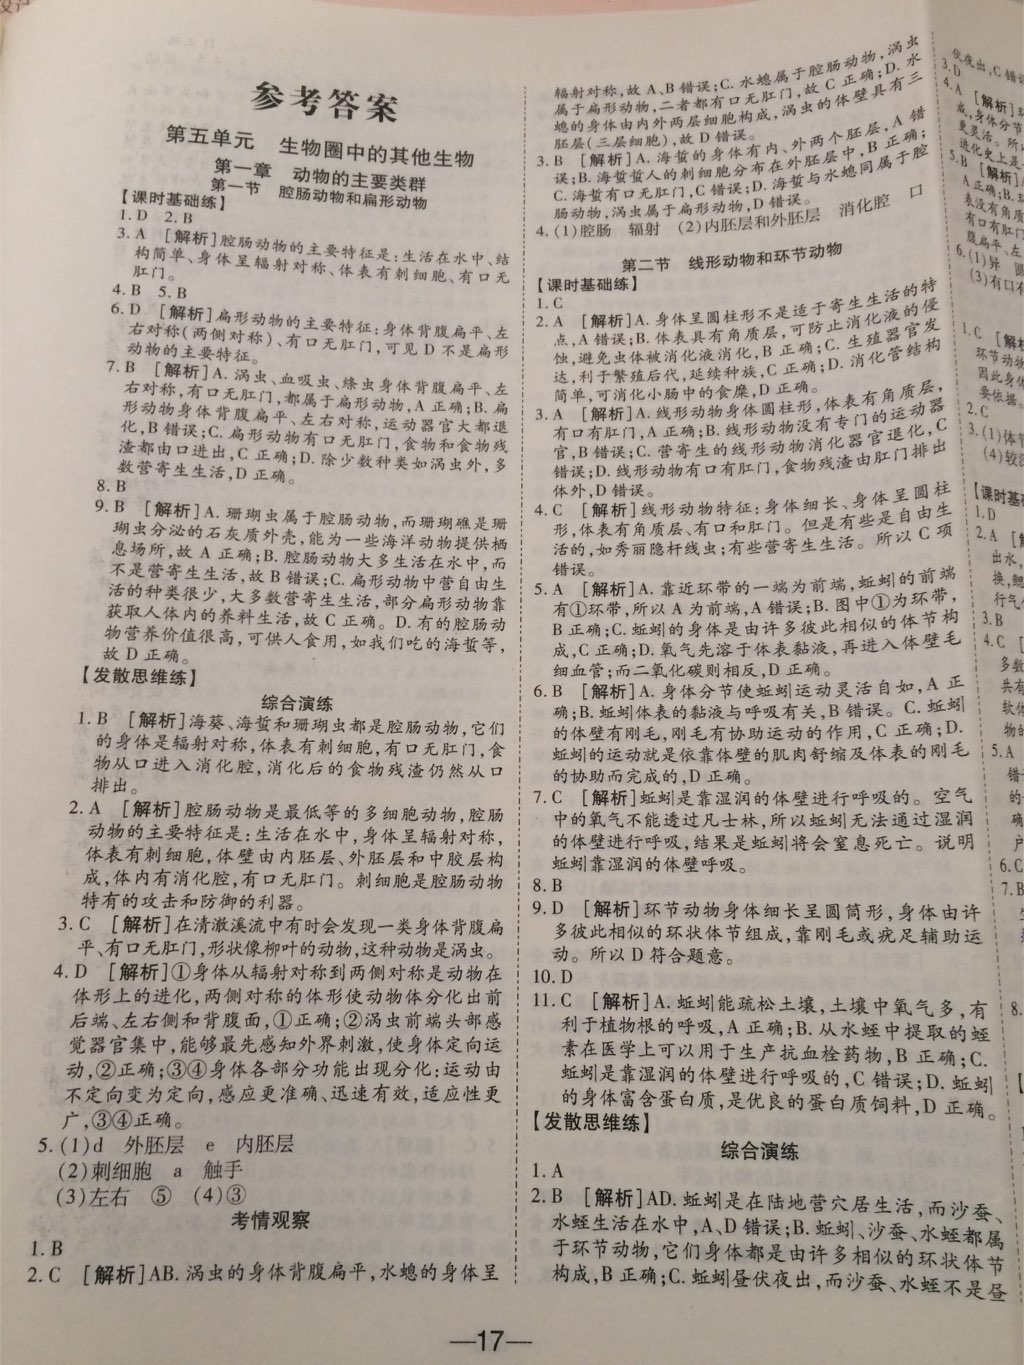 参考答案
第五单元 生物圈中的其他生物
第一章 动物的主要类群
第一节 腔肠动物和扁形动物
【课时基础练】
1. D 2. B
3. A [解析]腔肠动物的主要特征是:生活在水中、结
构简单、身体呈辐射对称、体表有刺细胞、有口无
肛门。
4. B 5. B
6. D [解析]扁形动物的主要特征:身体背腹扁平、左
右对称(两侧对称)、有口无肛门,可见 D 不是扁形
动物的主要特征。
7. B [解析]A. 涡虫、血吸虫、绦虫身体背腹扁平、左
右对称,有口无肛门,都属于扁形动物,A 正确;B. 扁
形动物身体背腹扁平、左右对称,运动器官大都退
化,B 错误;C. 扁形动物有口无肛门,食物和食物残
渣都由口进出,C 正确;D. 除少数种类如涡虫外,多
数营寄生生活,D 正确。
8. B
9. B [解析]A. 珊瑚虫属于腔肠动物,而珊瑚礁是珊
瑚虫分泌的石灰质外壳,能为一些海洋动物提供栖
息场所,故 A 正确;B. 腔肠动物大多生活在水中,而
不是营寄生生活,故 B 错误;C. 扁形动物中营自由生
活的种类很少,大多数营寄生生活,部分扁形动物靠
获取人体内的养料生活,故 C 正确。D. 有的腔肠动
物营养价值很高,可供人食用,如我们吃的海蜇等,
故 D 正确。
【发散思维练】
综合演练
1. B [解析]海葵、海蜇和珊瑚虫都是腔肠动物,它们
的身体是辐射对称,体表有刺细胞,有口无肛门,食
物从口进入消化腔,消化后的食物残渣仍然从口
排出。
2. A [解析]腔肠动物是最低等的多细胞动物,腔肠
动物的主要特征是:生活在水中,身体呈辐射对称,
体表有刺细胞,体壁由内胚层、外胚层和中胶层构
成,体内有消化腔,有口无肛门。刺细胞是腔肠动物
特有的攻击和防御的利器。
3. C [解析]在清澈溪流中有时会发现一类身体背腹扁
平、有口无肛门,形状像柳叶的动物,这种动物是涡虫。
4. D [解析]①身体从辐射对称到两侧对称是动物在
体形上的进化,两侧对称的体形使动物体分化出前
后端、左右侧和背腹面,①正确;②涡虫前端头部感
觉器官集中,能够最先感知外界刺激,使身体定向运
动,②正确;③④身体各部分功能出现分化:运动由
不定向变为定向,感应更准确、迅速有效,适应性更
广,③④正确。
5. (1)d 外胚层 e 内胚层
(2)刺细胞 a 触手
(3)左右 ⑤ (4)③
考情观察
1. B
2. C [解析]AB. 涡虫的身体背腹扁平,水螅的身体呈
辐射对称,故 A、B 错误;C. 水螅属于腔肠动物,涡虫
属于扁形动物,二者都有口无肛门,故 C 正确;D. 水
螅的身体由内外两层细胞构成,涡虫的体壁具有三
胚层(三层细胞),故 D 错误。
3. B [解析]A. 海蜇的身体有内、外两个胚层,A 错
误;B. 海蜇蜇人的刺细胞分布在外胚层中,B 正确;
C. 海蜇有口无肛门,C 错误;D. 海蜇与水螅同属于腔
肠动物,涡虫属于扁形动物,D 错误。
4. (1)腔肠 辐射 (2)内胚层和外胚层 消化腔 口
第二节 线形动物和环节动物
【课时基础练】
1. C
2. A [解析]A. 身体呈圆柱形不是适于寄生生活的特
点,A 错误;B. 体表具有角质层,可防止消化液的侵
蚀,避免虫体被消化液消化,B 正确;C. 生殖器官发
达,利于繁殖后代,延续种族,C 正确;D. 消化管结构
简单,可消化小肠中的食糜,D 正确。
3. A [解析]A. 线形动物身体圆柱形,体表有角质层,
有口有肛门,A 正确;B. 线形动物没有专门的运动器
官,B 错误;C. 营寄生的线形动物消化器官退化,C
错误;D. 线形动物有口有肛门,食物残渣由肛门排出
体外,D 错误。
4. C [解析]线形动物特征:身体细长、身体呈圆柱
形,体表有角质层、有口和肛门。但是有些是自由生
活的,如秀丽隐杆线虫;有些营寄生生活。所以 C 项
错误。
5. A [解析]A. 靠近环带的一端为前端,蚯蚓的前端
有①环带,所以 A 为前端,A 错误;B. 图中①为环带,
B 正确;C. 蚯蚓的身体是由许多彼此相似的体节构
成,C 正确;D. 氧气先溶于体表黏液,再进入体壁毛
细血管;而二氧化碳则相反,D 正确。
6. B [解析]A. 身体分节使蚯蚓运动灵活自如,A 正
确;B. 蚯蚓体表的黏液与呼吸有关,B 错误。C. 蚯蚓
的体壁有刚毛,刚毛有协助运动的作用,C 正确;D.
蚯蚓的运动就是依靠体壁的肌肉舒缩及体表的刚毛
的协助而完成的,D 正确。
7. C [解析]蚯蚓是靠湿润的体壁进行呼吸的。空气
中的氧气不能透过凡士林,所以蚯蚓无法通过湿润
的体壁进行呼吸,结果是蚯蚓将会窒息死亡。说明
蚯蚓靠湿润的体壁呼吸。
8. B
9. D [解析]环节动物身体细长呈圆筒形,身体由许
多彼此相似的环状体节组成,靠刚毛或疣足辅助运
动。所以 D 符合题意。
10. D
11. C [解析]A. 蚯蚓能疏松土壤,土壤中氧气多,有
利于植物根的呼吸,A 正确;B. 从水蛭中提取的蛭
素在医学上可以用于生产抗血栓药物,B 正确;C.
蚯蚓是靠湿润的体壁进行呼吸的,C 错误;D. 蚯蚓
的身体富含蛋白质,是优良的蛋白质饲料,D 正确。
【发散思维练】
综合演练
1. A
2. B [解析]AD. 蚯蚓是在陆地营穴居生活,而沙蚕、
水蛭生活在水中,A、D 错误;B. 蚯蚓、沙蚕、水蛭都属
于环节动物,它们身体都是由许多相似的环状体节
构成,B 正确;C. 蚯蚓昼伏夜出,而沙蚕、水蛭不是昼
伏夜出,C 错误
3. D
4. A [解析]
5. B [解析]
1. C
2. C
【课时基础
1. D
2. A
3. B
4. C
5. A
6. C
7. B
8.
—17—